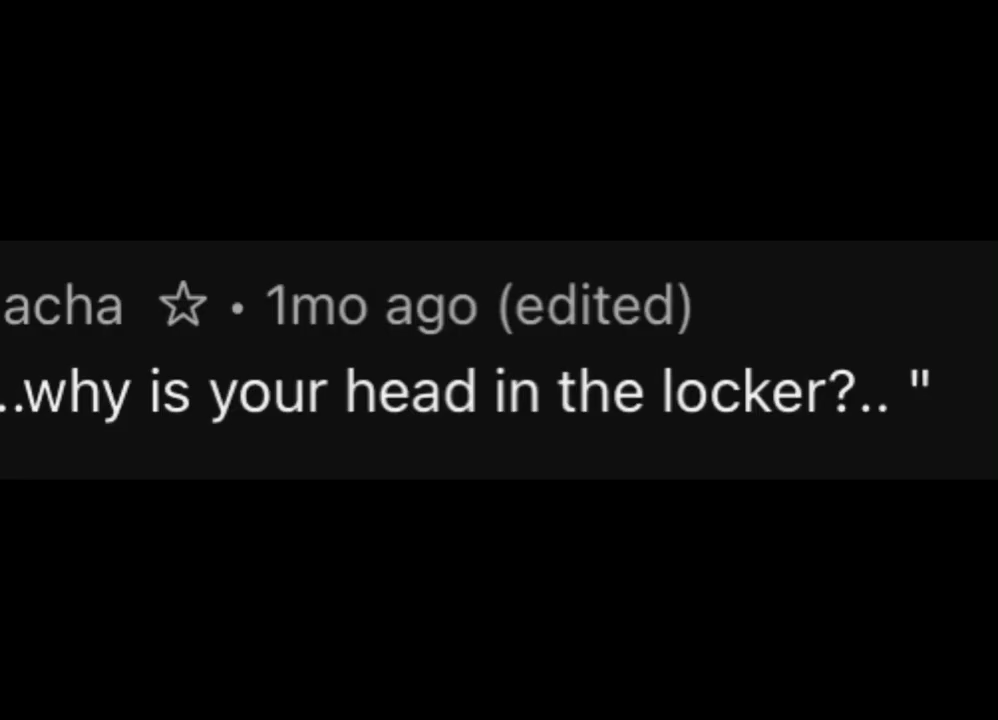 acha ☆ • 1mo ago (edited)
..why is your head in the locker?.. "